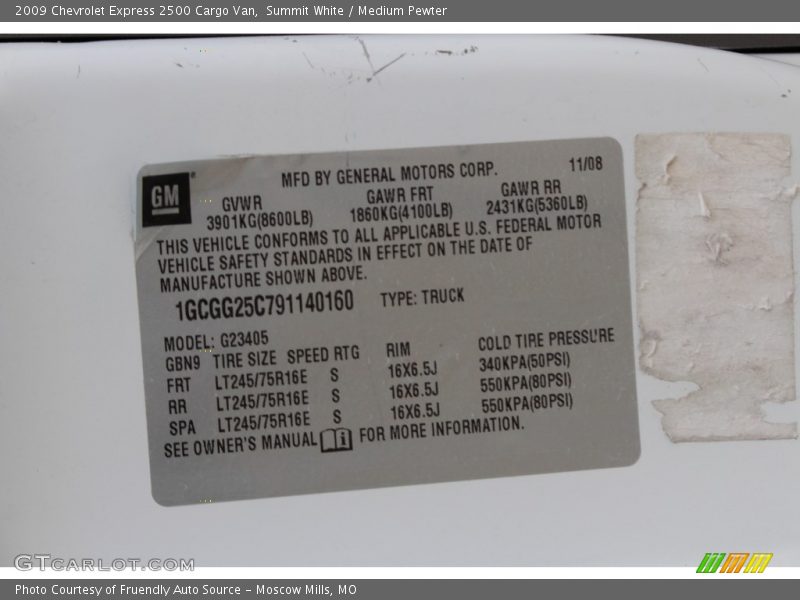 2009 Chevrolet Express 2500 Cargo Van,  Summit White / Medium Pewter
GM
MFD BY GENERAL MOTORS CORP.
11/08
GVWR GAWR FRT GAWR RR
3901KG(8600LB) 1860KG(4100LB) 2431KG(5360LB)
THIS VEHICLE CONFORMS TO ALL APPLICABLE U.S. FEDERAL MOTOR
VEHICLE SAFETY STANDARDS IN EFFECT ON THE DATE OF
MANUFACTURE SHOWN ABOVE.
1GCGG25C791140160 TYPE: TRUCK
MODEL: G23405
GBN9 TIRE SIZE SPEED RTG RIM COLD TIRE PRESSURE
FRT LT245/75R16E S 16X6.5J 340KPA(50PSI)
RR LT245/75R16E S 16X6.5J 550KPA(80PSI)
SPA LT245/75R16E S 16X6.5J 550KPA(80PSI)
SEE OWNER'S MANUAL i FOR MORE INFORMATION.
GTCARLOT.COM
Photo Courtesy of Fruendly Auto Source - Moscow Mills, MO